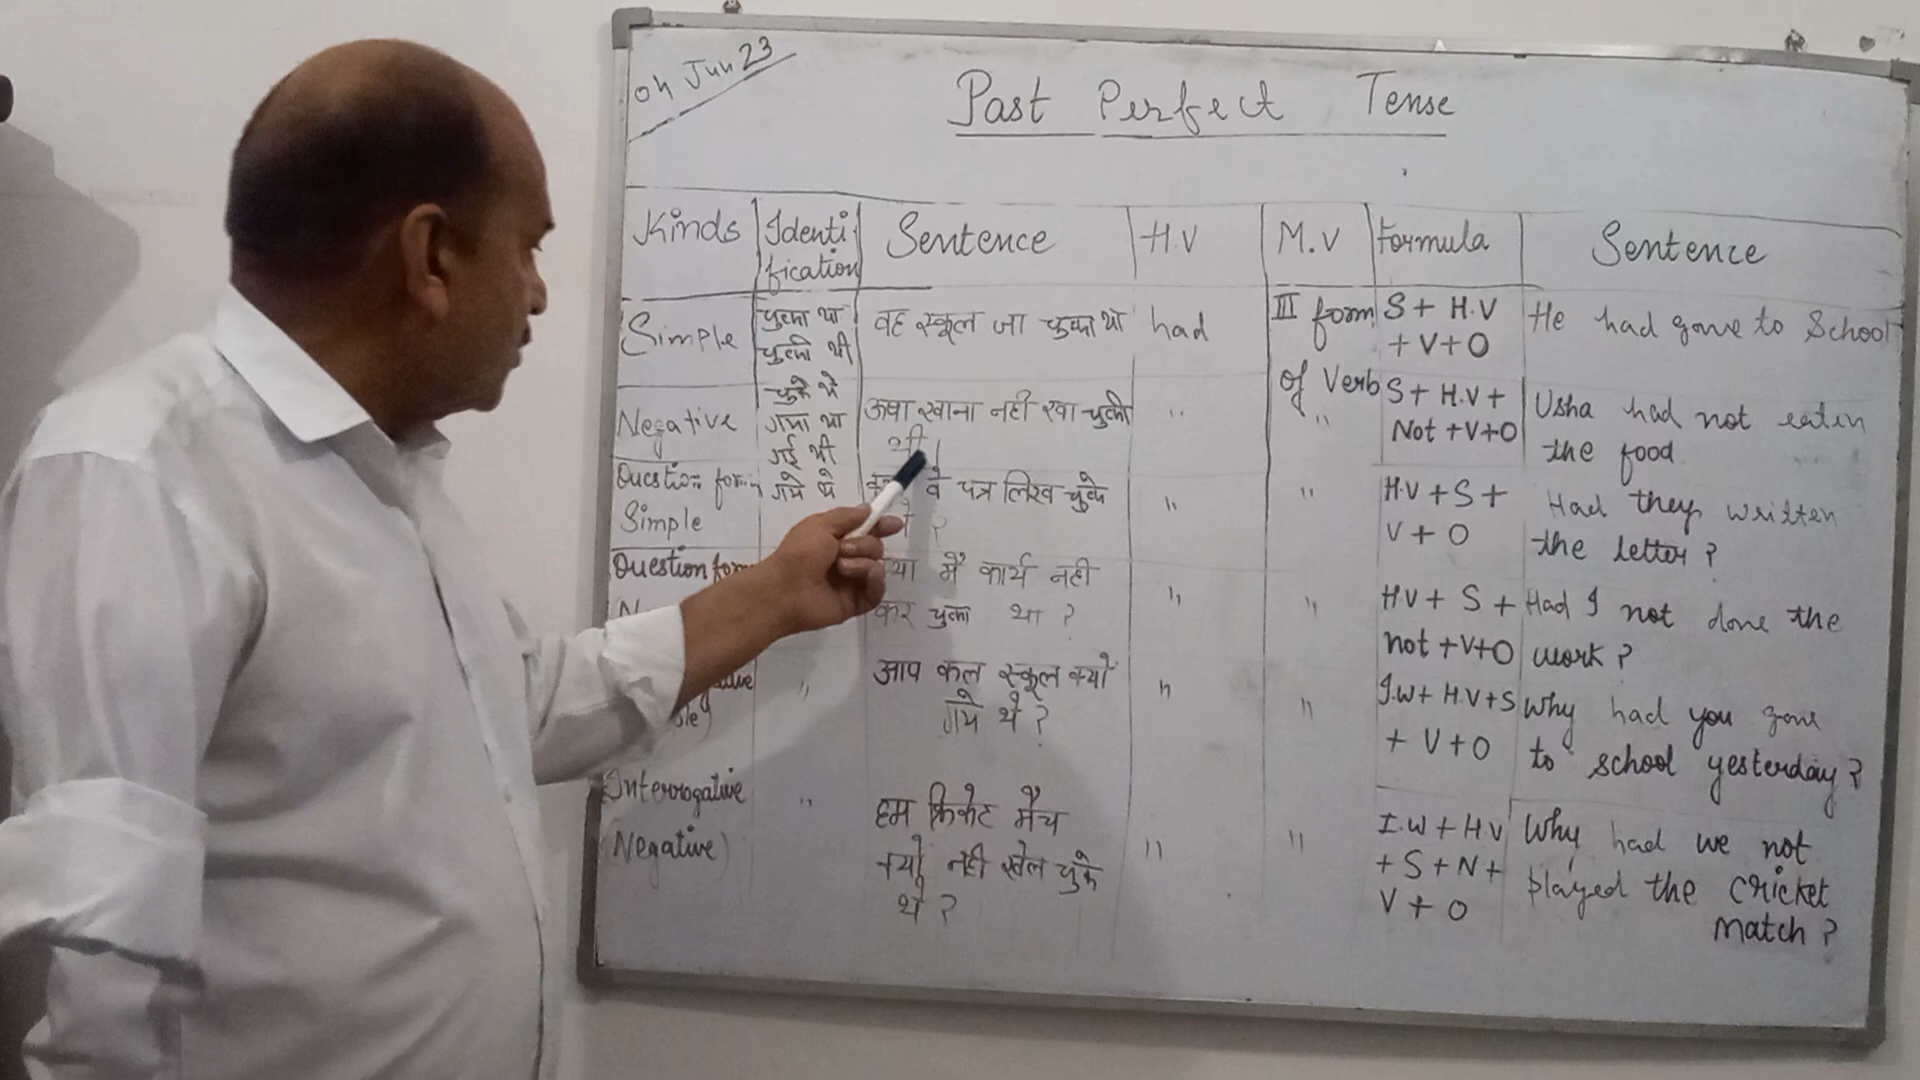 04 Jun 23
Past Perfect Tense
Kinds Identi- Sentence H.V M.V Formula Sentence
fication
Simple चुका था वह स्कूल जा चुका था had III form S + H.V He had gone to School
चुकी थी + V+O
चुके थे of Verb
Negative गया था ऊषा खाना नही खा चुकी " " S + H.V + Usha had not eaten
गई थी थी। Not +V+O the food
Question form गये थे वे पत्र लिख चुके " " H.V + S + Had they written
Simple ? V + O the letter ?
Question form मै कार्य नही " " H.V + S + Had I not done the
कर चुका था ? not +V+O work ?
" आप कल स्कूल क्यों " " I.W + H.V + S Why had you gone
गये थे ? + V + O to school yesterday ?
Interrogative " हम क्रिकेट मैच I.W + H.V Why had we not
(Negative) क्यो नही खेल चुके " " + S + N + played the cricket
थे ? V + O match ?